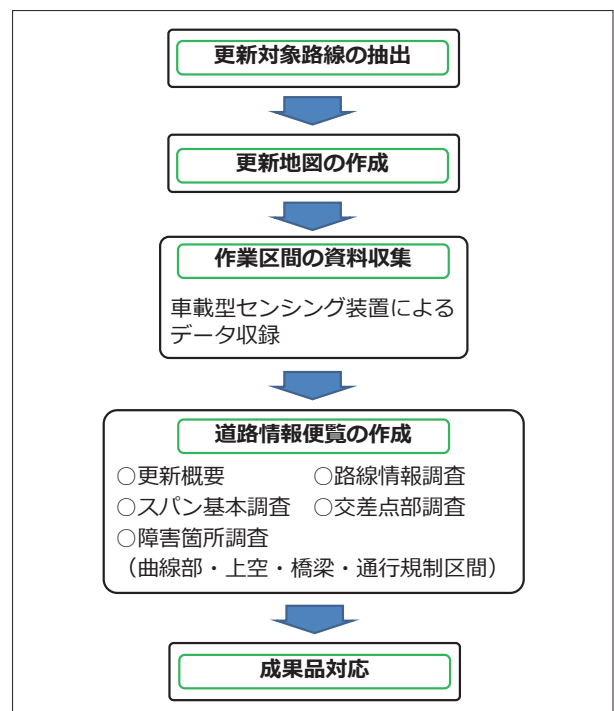 更新対象路線の抽出
更新地図の作成
作業区間の資料収集
車載型センシング装置による
データ収録
道路情報便覧の作成
○更新概要 ○路線情報調査
○スパン基本調査 ○交差点部調査
○障害箇所調査
（曲線部・上空・橋梁・通行規制区間）
成果品対応